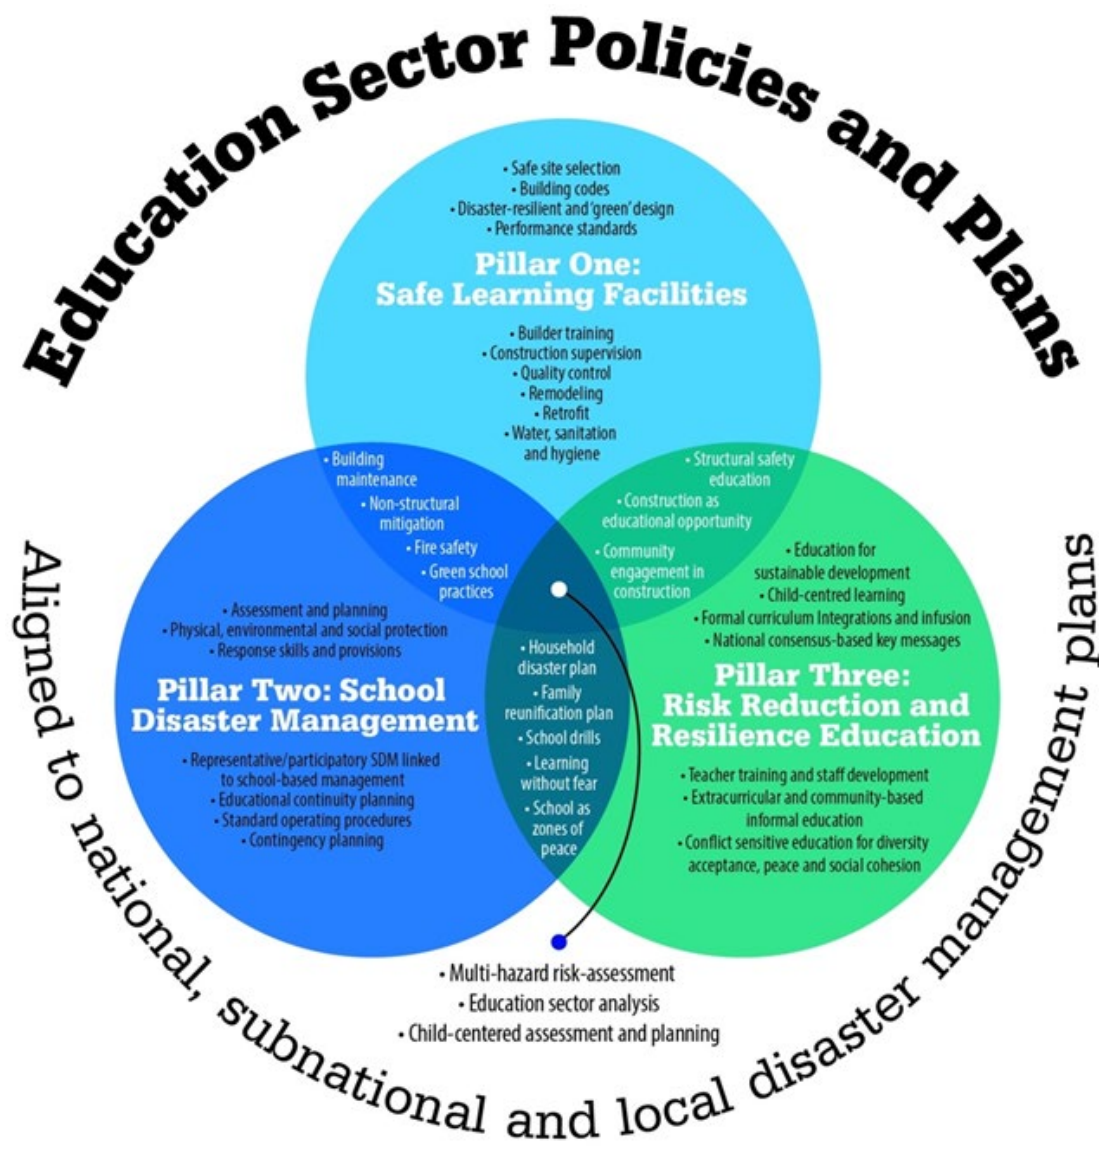 Education Sector Policies and Plans
• Safe site selection
• Building codes
• Disaster-resilient and 'green' design
• Performance standards
Pillar One:
Safe Learning Facilities
• Builder training
• Construction supervision
• Quality control
• Remodeling
• Retrofit
• Water, sanitation
and hygiene
• Building
maintenance
• Non-structural
mitigation
• Fire safety
• Green school
practices
• Structural safety
education
• Construction as
educational opportunity
• Community
engagement in
construction
• Assessment and planning
• Physical, environmental and social protection
• Response skills and provisions
Pillar Two: School
Disaster Management
• Representative/participatory SDM linked
to school-based management
• Educational continuity planning
• Standard operating procedures
• Contingency planning
• Household
disaster plan
• Family
reunification plan
• School drills
• Learning
without fear
• School as
zones of
peace
• Education for
sustainable development
• Child-centred learning
• Formal curriculum Integrations and infusion
• National consensus-based key messages
Pillar Three:
Risk Reduction and
Resilience Education
• Teacher training and staff development
• Extracurricular and community-based
informal education
• Conflict sensitive education for diversity
acceptance, peace and social cohesion
• Multi-hazard risk-assessment
• Education sector analysis
• Child-centered assessment and planning
Aligned to national, subnational and local disaster management plans